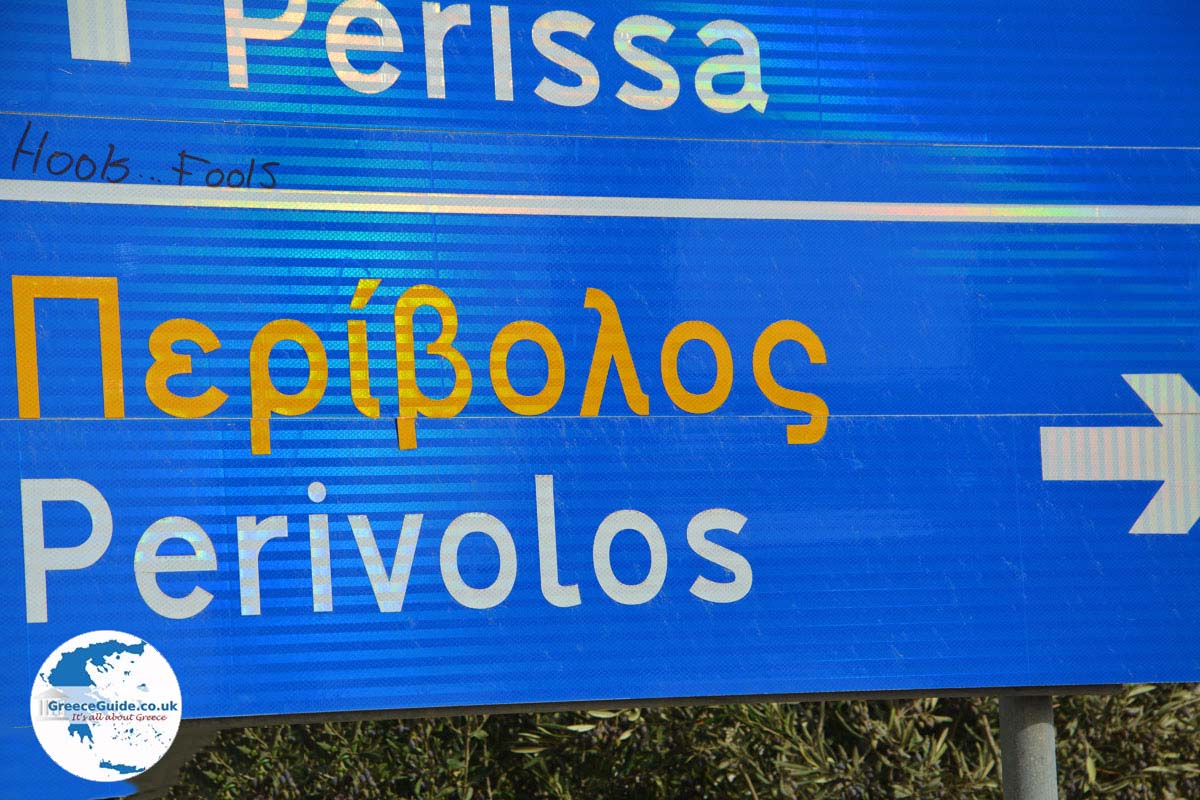 Perissa
Hools... Fools
Περίβολος
Perivolos
GreeceGuide.co.uk
It's all about Greece